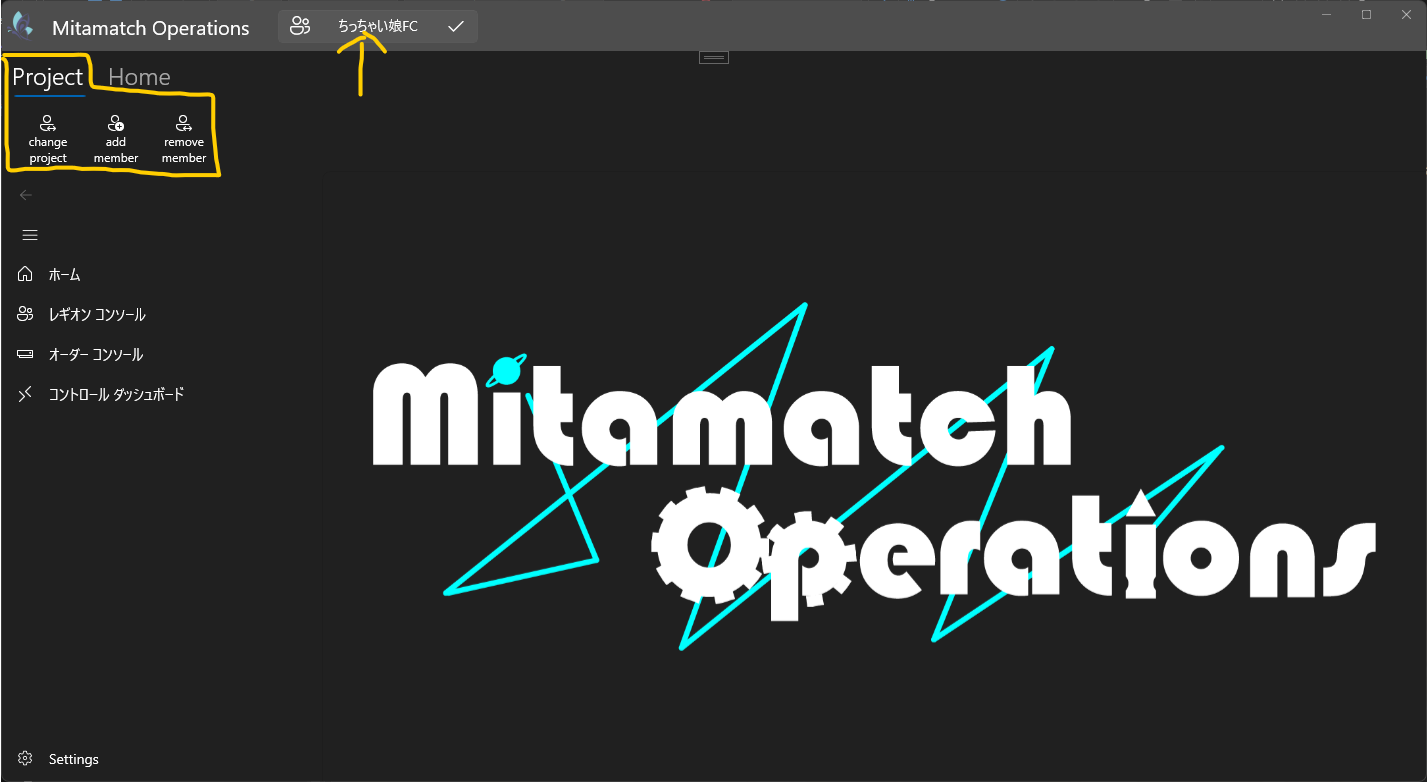 Mitamatch Operations
ちっちゃい娘FC
Project Home
change project
add member
remove member
ホーム
レギオン コンソール
オーダー コンソール
コントロール ダッシュボード
Mitamatch
Operations
Settings